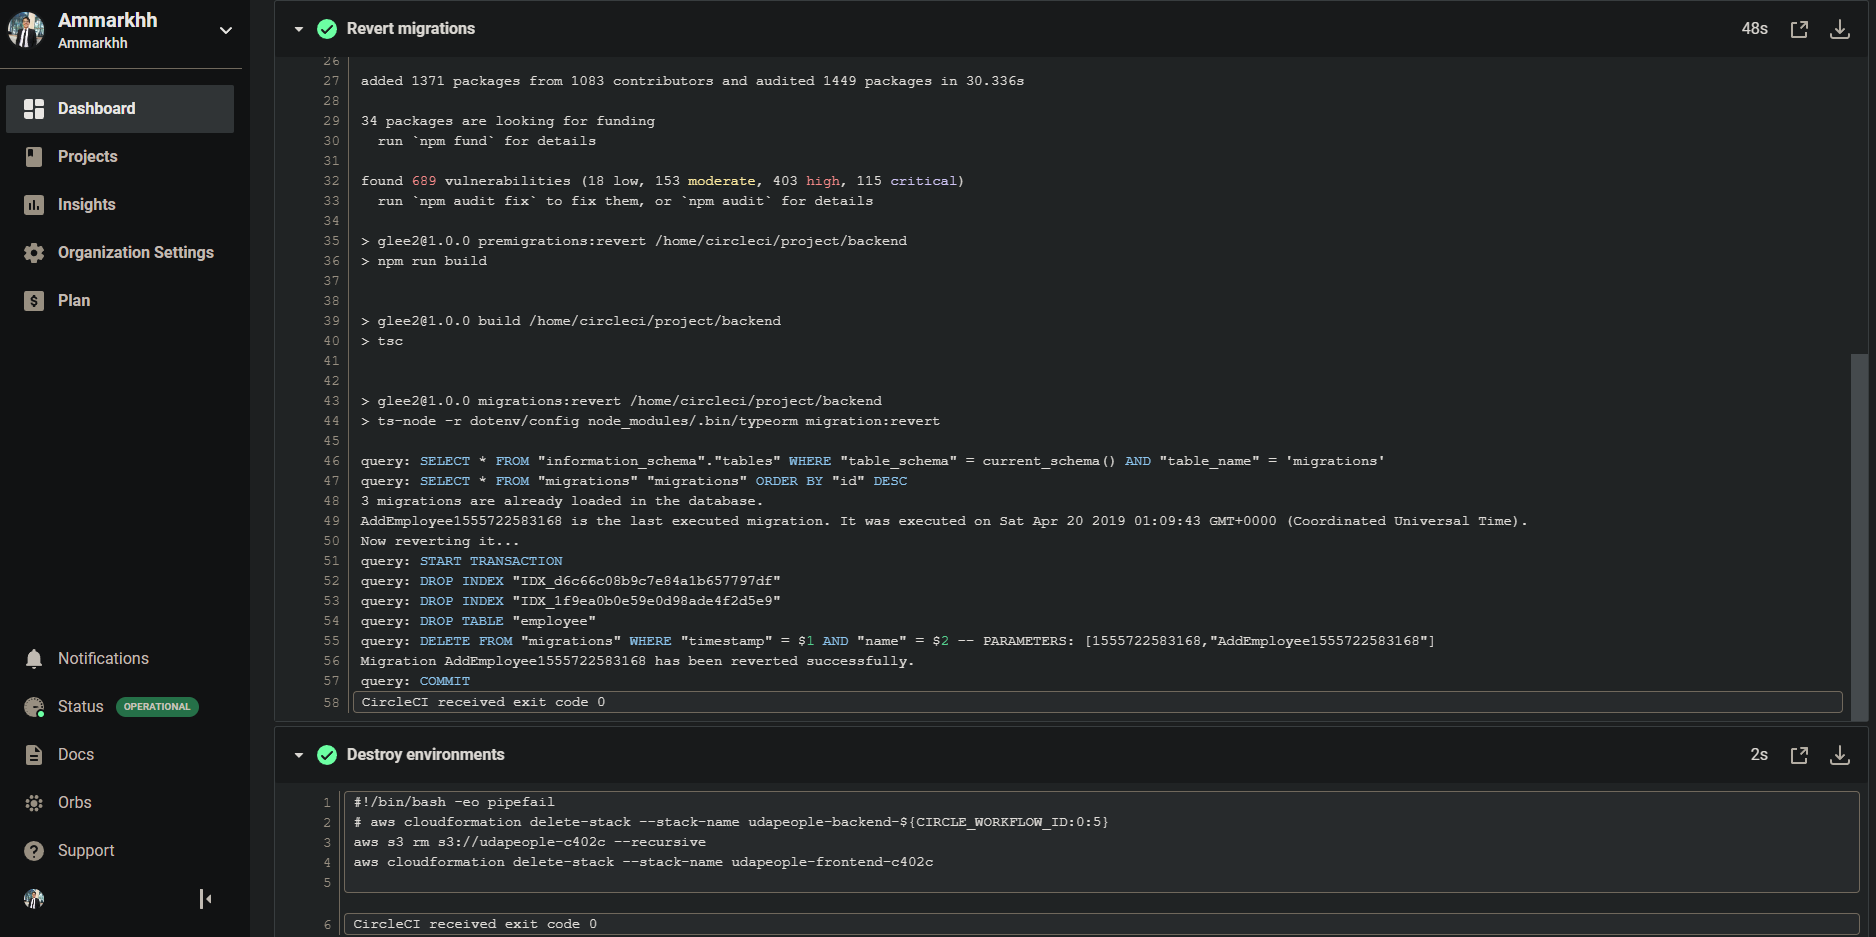 Ammarkhh
Ammarkhh
Dashboard
Projects
Insights
Organization Settings
Plan
Notifications
Status OPERATIONAL
Docs
Orbs
Support
Revert migrations 48s
26
27 added 1371 packages from 1083 contributors and audited 1449 packages in 30.336s
28
29 34 packages are looking for funding
30 run `npm fund` for details
31
32 found 689 vulnerabilities (18 low, 153 moderate, 403 high, 115 critical)
33 run `npm audit fix` to fix them, or `npm audit` for details
34
35 > glee2@1.0.0 premigrations:revert /home/circleci/project/backend
36 > npm run build
37
38
39 > glee2@1.0.0 build /home/circleci/project/backend
40 > tsc
41
42
43 > glee2@1.0.0 migrations:revert /home/circleci/project/backend
44 > ts-node -r dotenv/config node_modules/.bin/typeorm migration:revert
45
46 query: SELECT * FROM "information_schema"."tables" WHERE "table_schema" = current_schema() AND "table_name" = 'migrations'
47 query: SELECT * FROM "migrations" "migrations" ORDER BY "id" DESC
48 3 migrations are already loaded in the database.
49 AddEmployee1555722583168 is the last executed migration. It was executed on Sat Apr 20 2019 01:09:43 GMT+0000 (Coordinated Universal Time).
50 Now reverting it...
51 query: START TRANSACTION
52 query: DROP INDEX "IDX_d6c66c08b9c7e84a1b657797df"
53 query: DROP INDEX "IDX_1f9ea0b0e59e0d98ade4f2d5e9"
54 query: DROP TABLE "employee"
55 query: DELETE FROM "migrations" WHERE "timestamp" = $1 AND "name" = $2 -- PARAMETERS: [1555722583168,"AddEmployee1555722583168"]
56 Migration AddEmployee1555722583168 has been reverted successfully.
57 query: COMMIT
58 CircleCI received exit code 0
Destroy environments 2s
1 #!/bin/bash -eo pipefail
2 # aws cloudformation delete-stack --stack-name udapeople-backend-${CIRCLE_WORKFLOW_ID:0:5}
3 aws s3 rm s3://udapeople-c402c --recursive
4 aws cloudformation delete-stack --stack-name udapeople-frontend-c402c
5
6 CircleCI received exit code 0